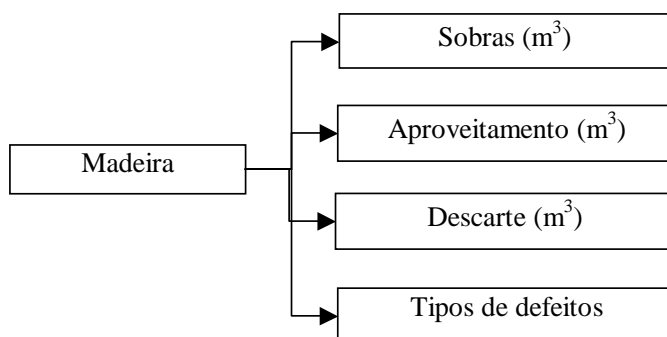 Sobras (m³)
Aproveitamento (m³)
Madeira
Descarte (m³)
Tipos de defeitos